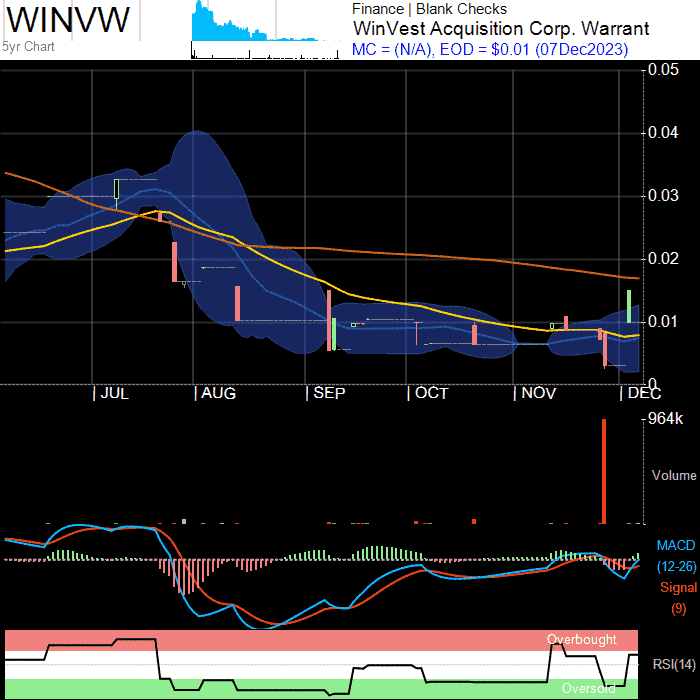 WINVW
5yr Chart
Finance | Blank Checks
WinVest Acquisition Corp. Warrant
MC = (N/A), EOD = $0.01 (07Dec2023)
0.05
0.04
0.03
0.02
0.01
0
JUL AUG SEP OCT NOV DEC
964k
Volume
MACD
(12-26)
Signal
(9)
Overbought
RSI(14)
Oversold